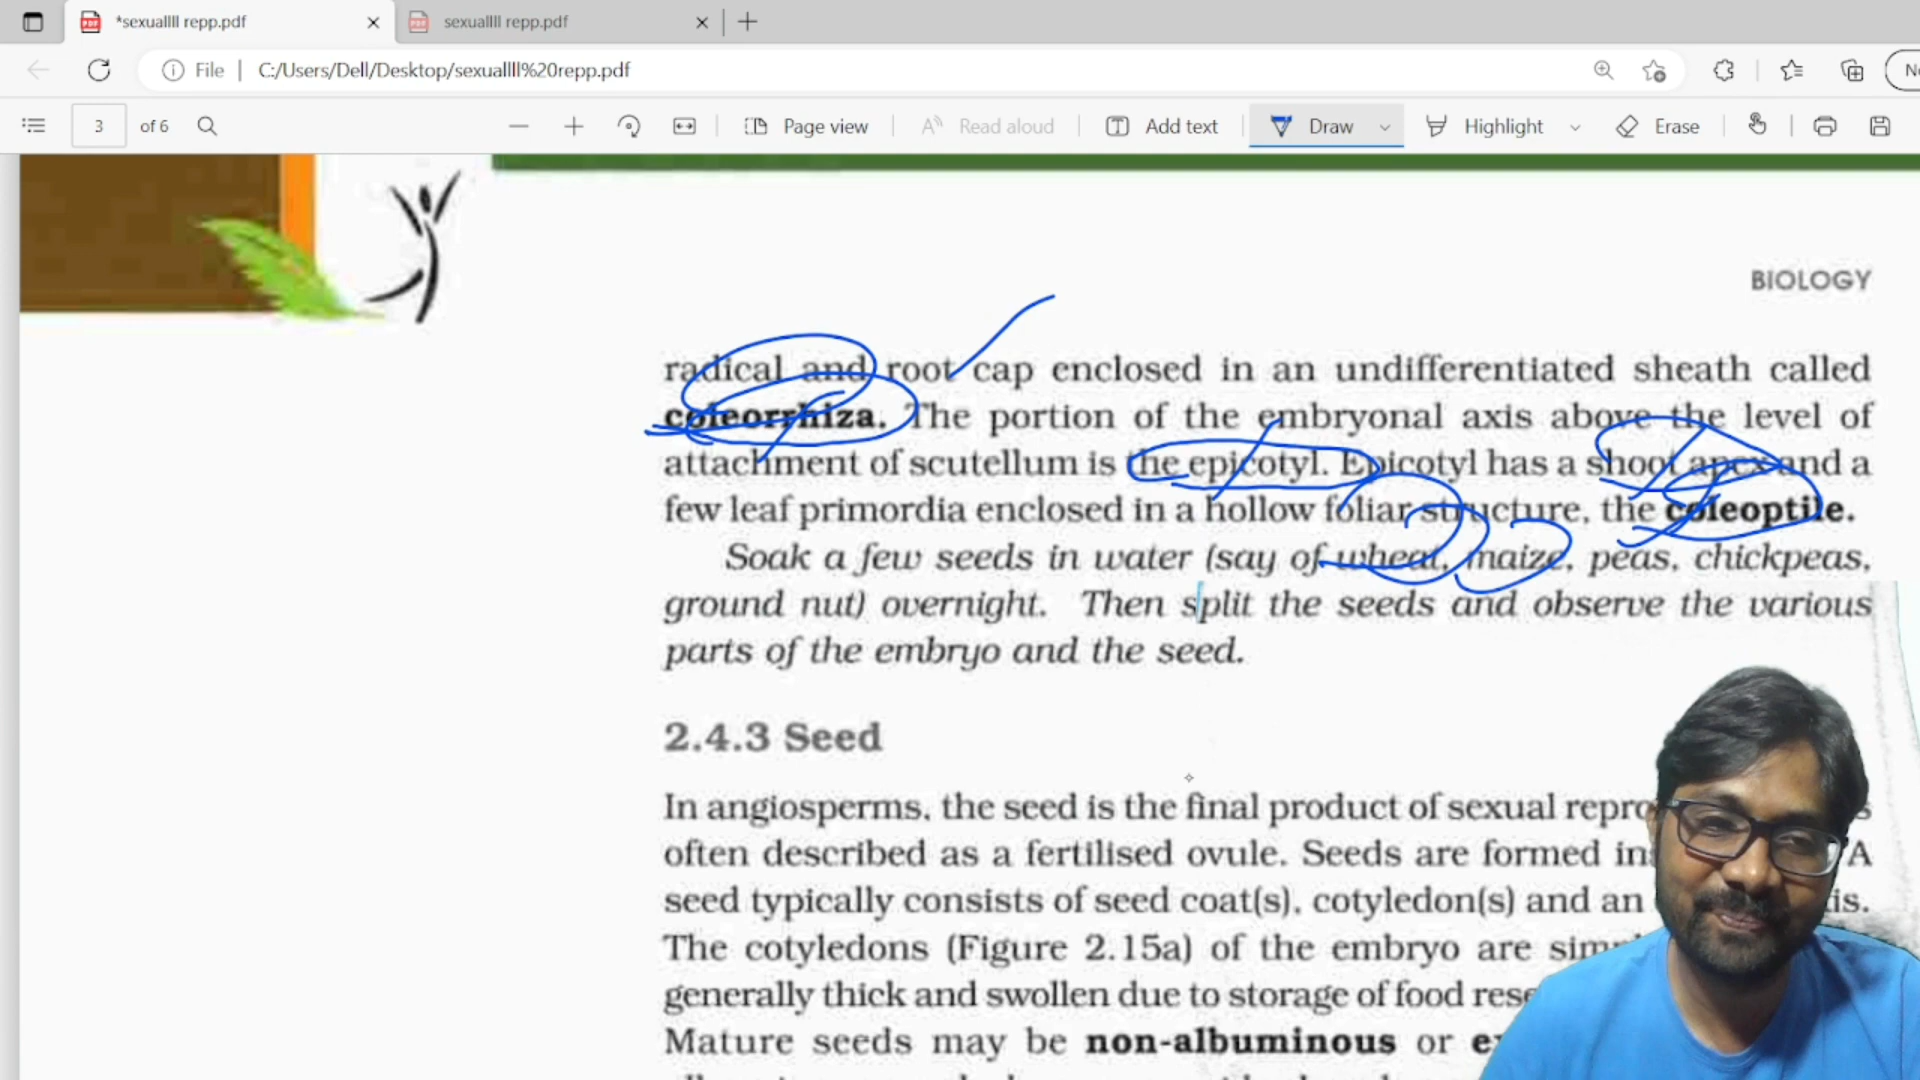 *sexuallll repp.pdf
sexuallll repp.pdf
File
C:/Users/Dell/Desktop/sexuallll%20repp.pdf
3 of 6
Page view
Read aloud
Add text
Draw
Highlight
Erase
BIOLOGY
radical and root cap enclosed in an undifferentiated sheath called
coleorrhiza. The portion of the embryonal axis above the level of
attachment of scutellum is the epicotyl. Epicotyl has a shoot apex and a
few leaf primordia enclosed in a hollow foliar structure, the coleoptile.
Soak a few seeds in water (say of wheat, maize, peas, chickpeas,
ground nut) overnight. Then split the seeds and observe the various
parts of the embryo and the seed.
2.4.3 Seed
In angiosperms, the seed is the final product of sexual
often described as a fertilised ovule. Seeds are formed A
seed typically consists of seed coat(s), cotyledon(s) and an
The cotyledons (Figure 2.15a) of the embryo are
generally thick and swollen due to storage of food
Mature seeds may be non-albuminous or